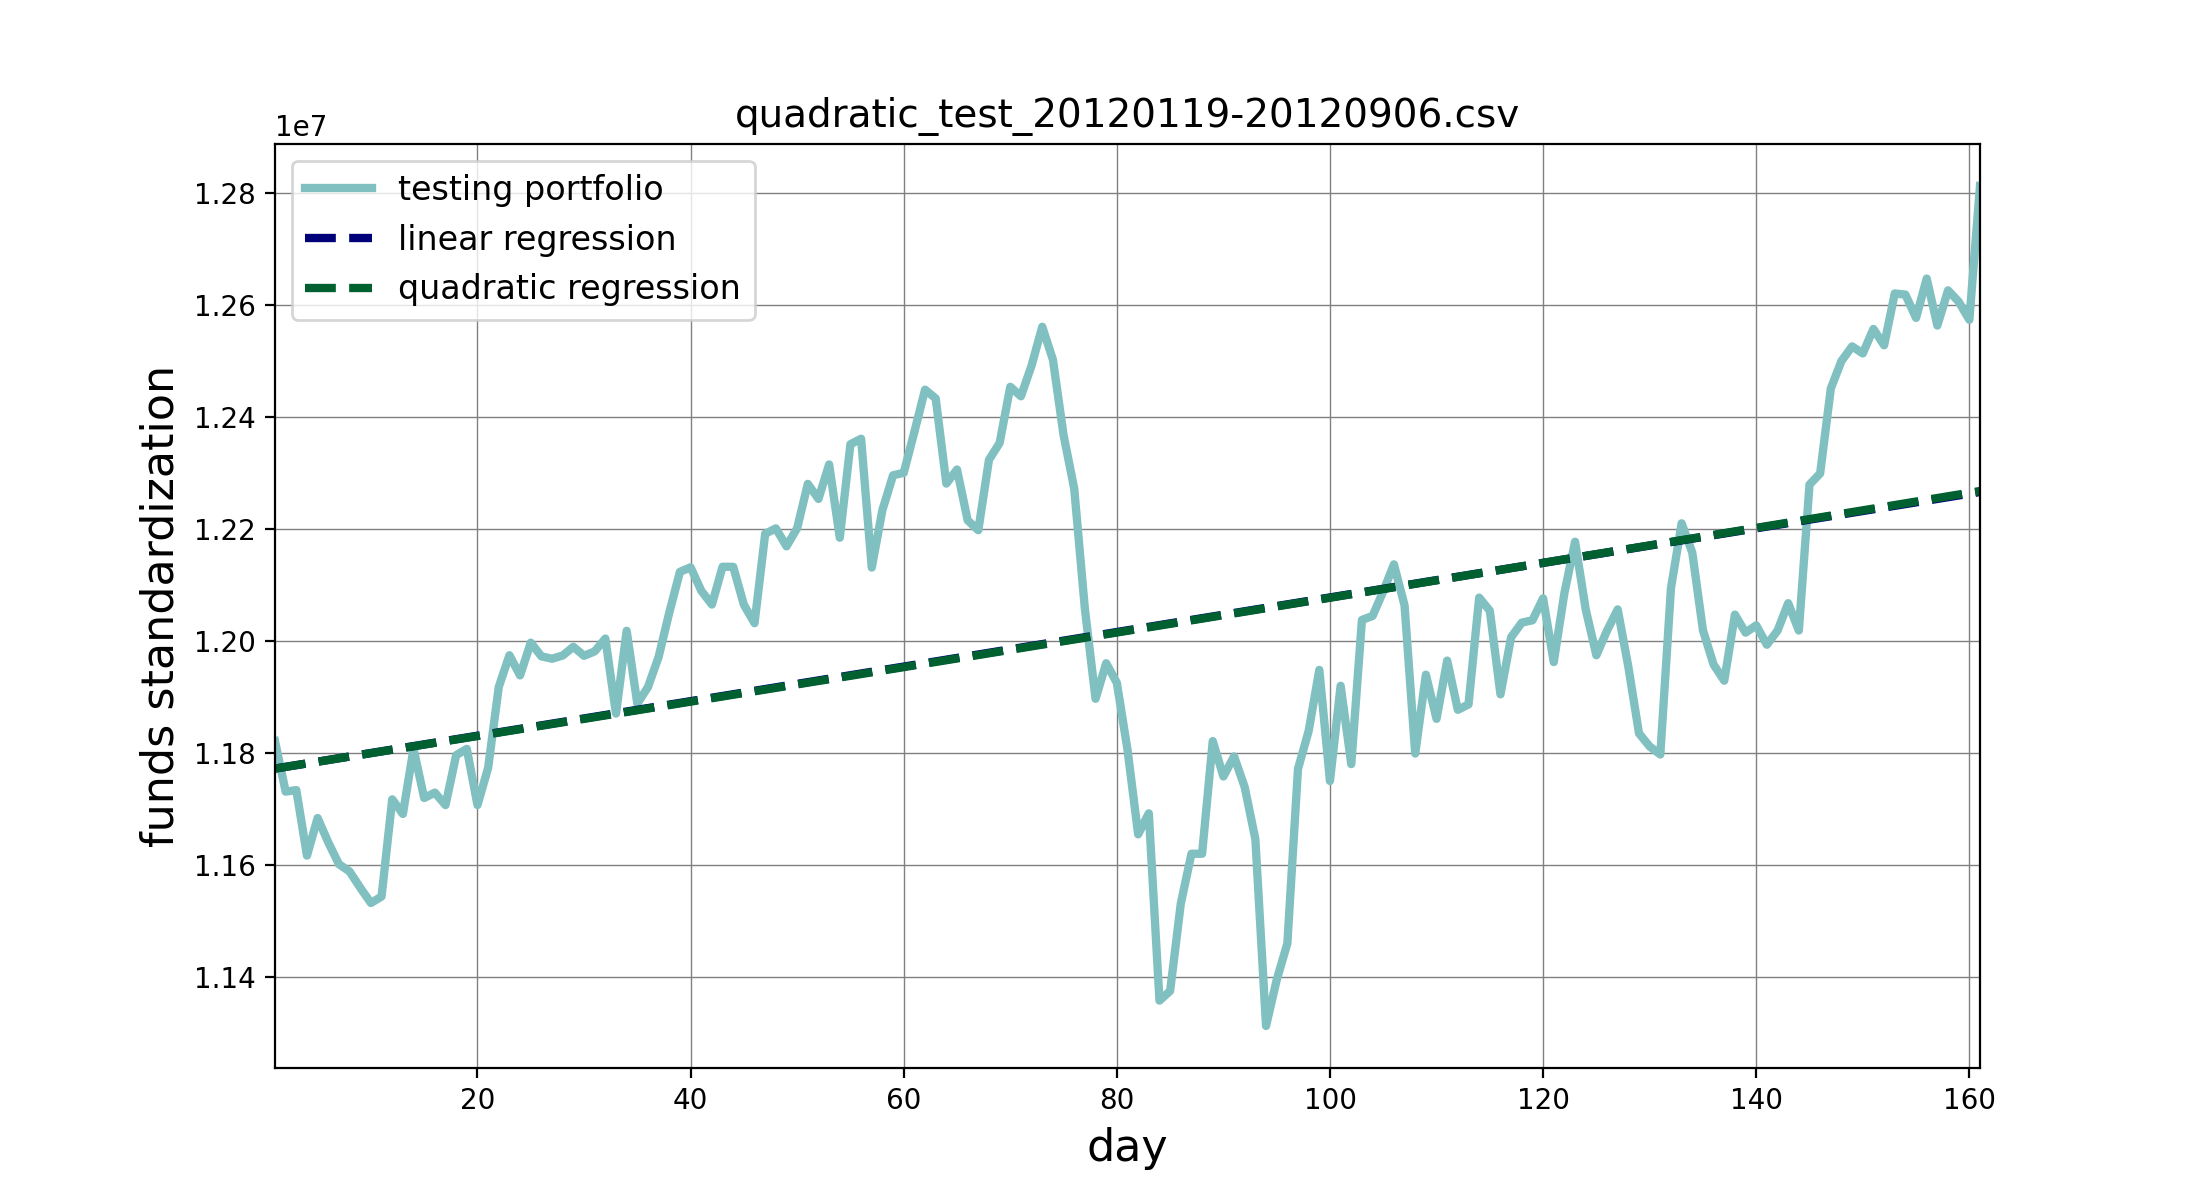 quadratic_test_20120119-20120906.csv
1e7
testing portfolio
linear regression
quadratic regression
1.28
1.26
1.24
1.22
1.20
1.18
1.16
1.14
funds standardization
20 40 60 80 100 120 140 160
day